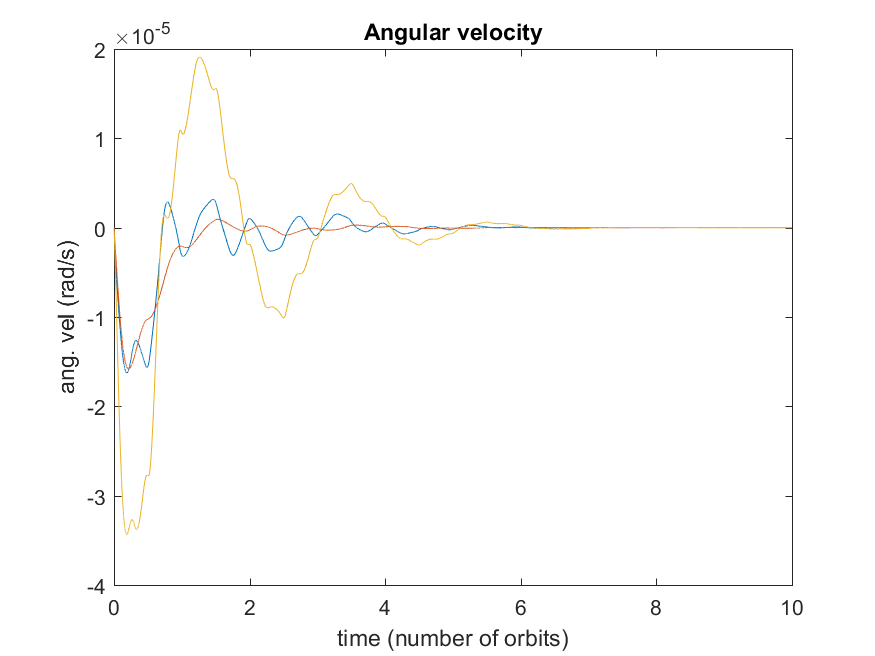 Angular velocity
×10-5
2
1
0
-1
-2
-3
-4
ang. vel (rad/s)
0 2 4 6 8 10
time (number of orbits)